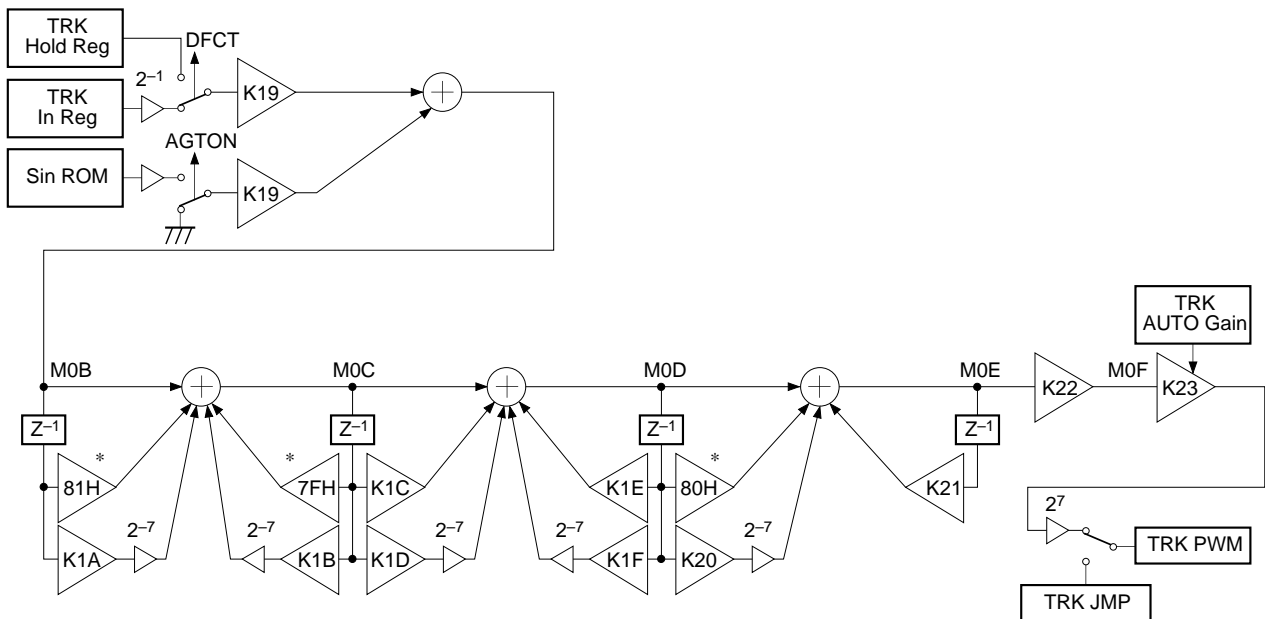 TRK
Hold Reg
DFCT
2–1
TRK
In Reg
K19
AGTON
Sin ROM
K19
TRK
AUTO Gain
M0B
M0C
M0D
M0E
K22
M0F
K23
Z–1
Z–1
Z–1
Z–1
*
*
*
81H
7FH
K1C
K1E
80H
K21
2–7
2–7
2–7
2–7
2–7
27
K1A
K1B
K1D
K1F
K20
TRK PWM
TRK JMP